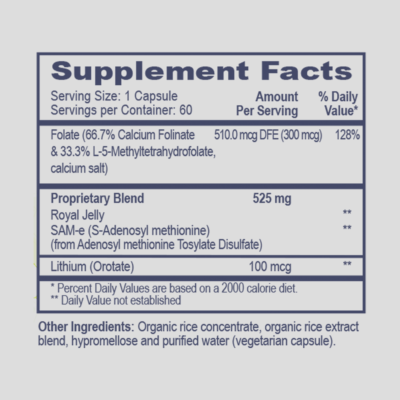 Supplement Facts
Serving Size: 1 Capsule
Servings per Container: 60
Amount Per Serving
% Daily Value*
Folate (66.7% Calcium Folinate 510.0 mcg DFE (300 mcg) 128%
& 33.3% L-5-Methyltetrahydrofolate,
calcium salt)
Proprietary Blend 525 mg
Royal Jelly **
SAM-e (S-Adenosyl methionine) **
(from Adenosyl methionine Tosylate Disulfate)
Lithium (Orotate) 100 mcg **
* Percent Daily Values are based on a 2000 calorie diet.
** Daily Value not established
Other Ingredients: Organic rice concentrate, organic rice extract
blend, hypromellose and purified water (vegetarian capsule).